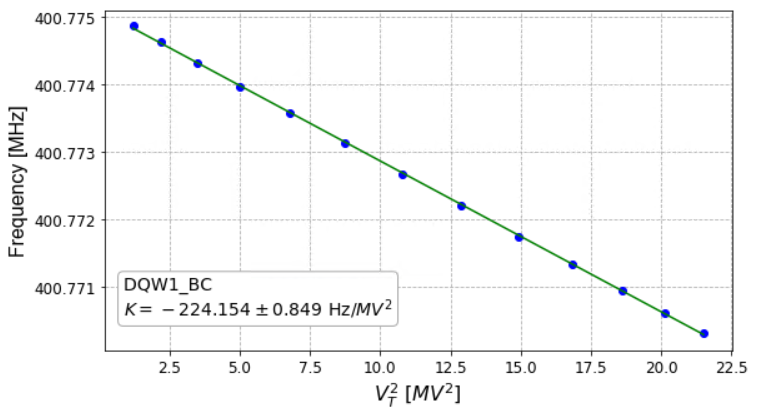 400.775
400.774
400.773
400.772
400.771
Frequency [MHz]
DQW1_BC
K = −224.154 ± 0.849 Hz/MV²
2.5 5.0 7.5 10.0 12.5 15.0 17.5 20.0 22.5
V_T² [MV²]